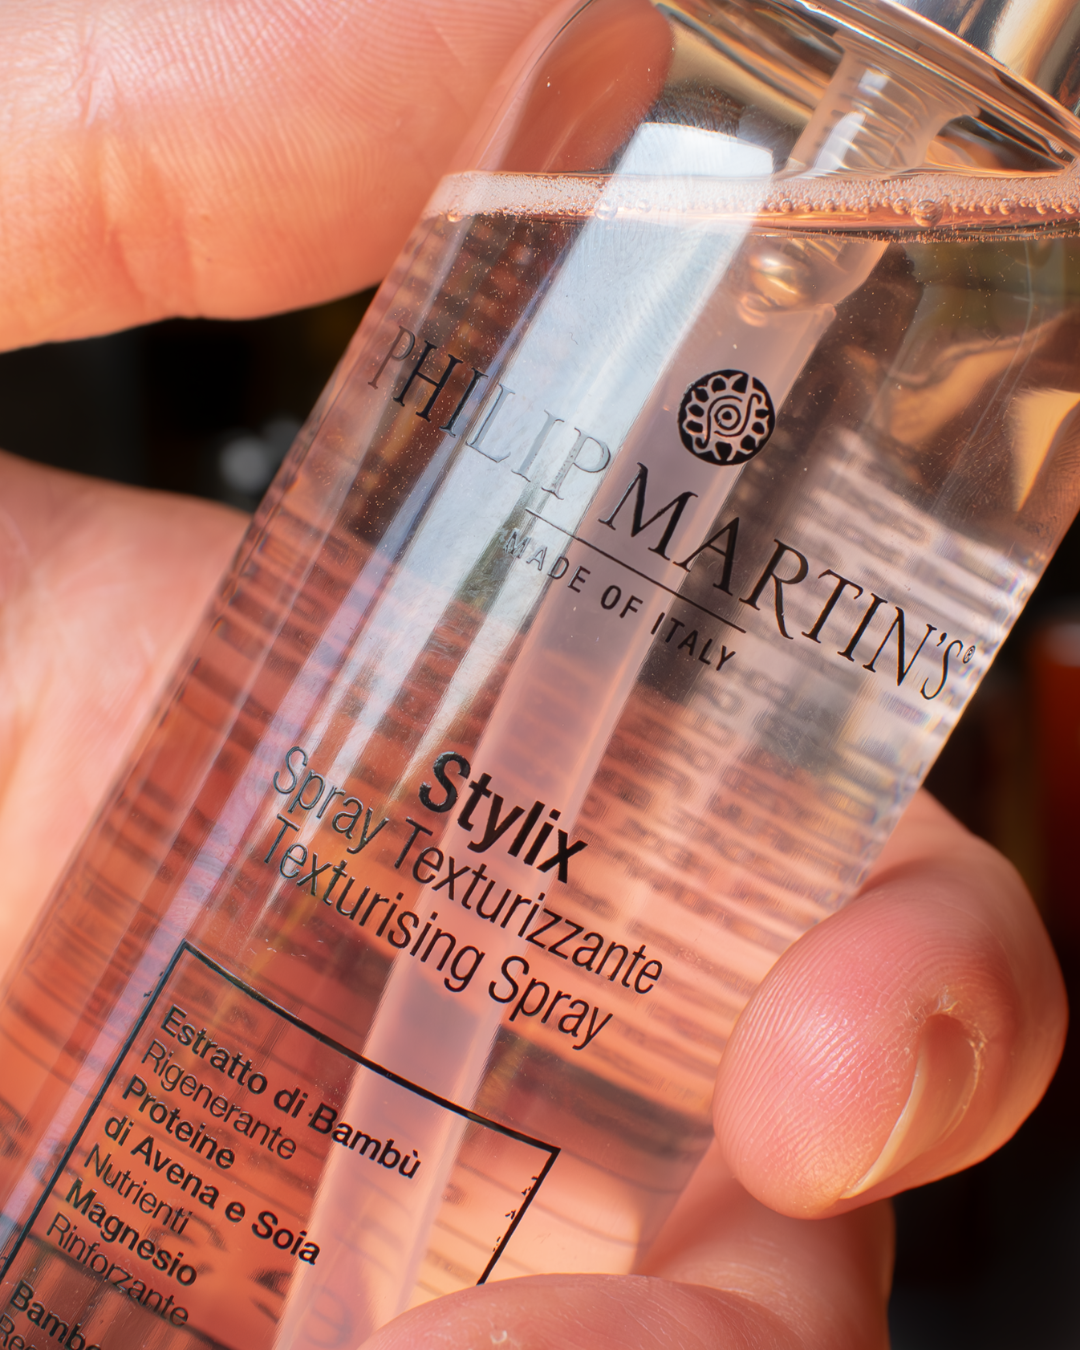 PHILIP MARTIN'S®
MADE OF ITALY
Stylix
Spray Texturizzante
Texturising Spray
Estratto di Bambù
Rigenerante
Proteine
di Avena e Soia
Nutrienti
Magnesio
Rinforzante